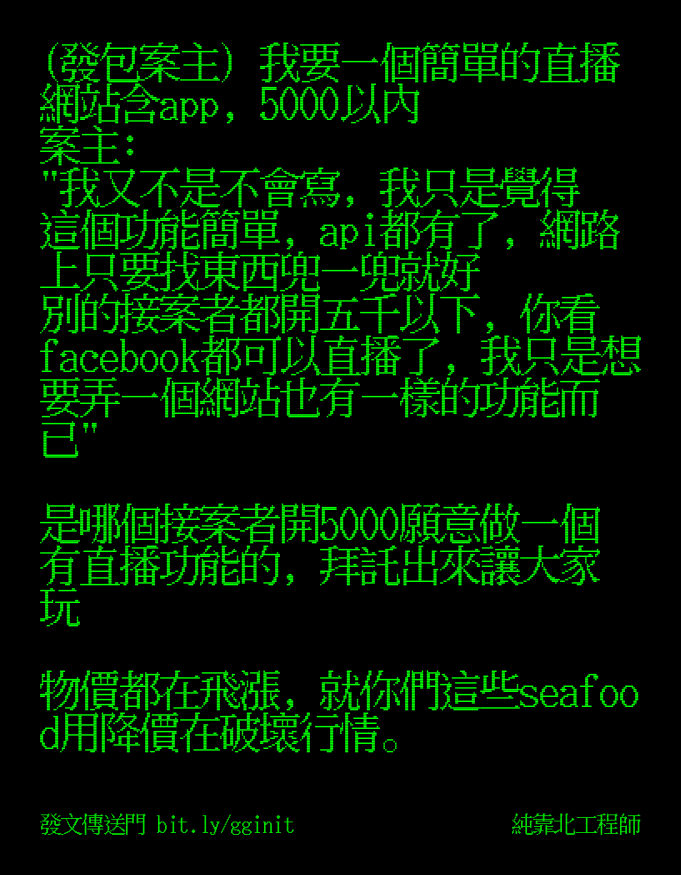 (發包案主) 我要一個簡單的直播
網站含app, 5000以內
案主:
"我又不是不會寫, 我只是覺得
這個功能簡單, api都有了, 網路
上只要找東西兜一兜就好
別的接案者都開五千以下, 你看
facebook都可以直播了, 我只是想
要弄一個網站也有一樣的功能而
已"
是哪個接案者開5000願意做一個
有直播功能的, 拜託出來讓大家
玩
物價都在飛漲, 就你們這些seafoo
d用降價在破壞行情。
發文傳送門 bit.ly/gginit
純靠北工程師